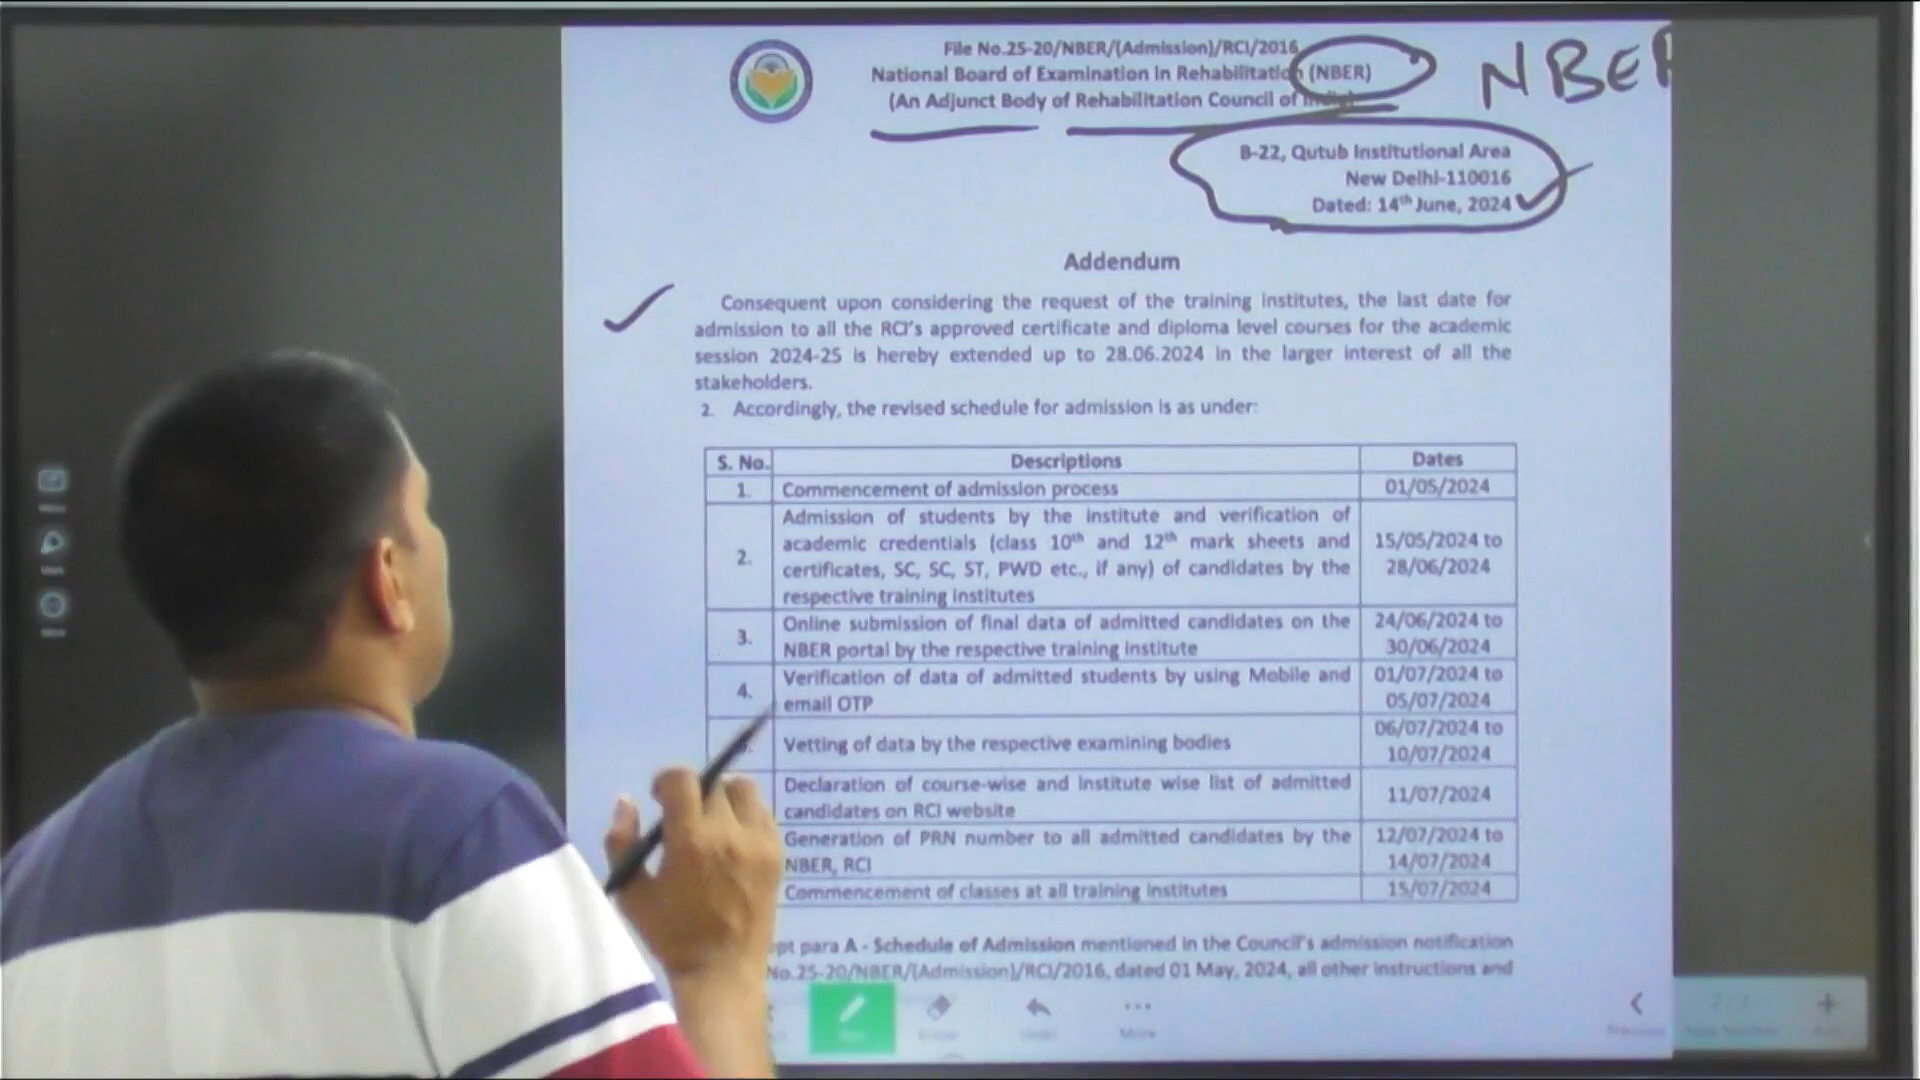 File No.25-20/NBER/(Admission)/RCI/2016
National Board of Examination in Rehabilitation (NBER)
(An Adjunct Body of Rehabilitation Council of
NBER
B-22, Qutub Institutional Area
New Delhi-110016
Dated: 14th June, 2024
Addendum
Consequent upon considering the request of the training institutes, the last date for
admission to all the RCI's approved certificate and diploma level courses for the academic
session 2024-25 is hereby extended up to 28.06.2024 in the larger interest of all the
stakeholders.
2. Accordingly, the revised schedule for admission is as under:
S. No. Descriptions Dates
1. Commencement of admission process 01/05/2024
Admission of students by the institute and verification of
academic credentials (class 10th and 12th mark sheets and
certificates, SC, SC, ST, PWD etc., if any) of candidates by the
respective training institutes
2.
15/05/2024 to
28/06/2024
Online submission of final data of admitted candidates on the
NBER portal by the respective training institute
3.
24/06/2024 to
30/06/2024
Verification of data of admitted students by using Mobile and
email OTP
4.
01/07/2024 to
05/07/2024
Vetting of data by the respective examining bodies
06/07/2024 to
10/07/2024
Declaration of course-wise and institute wise list of admitted
candidates on RCI website
11/07/2024
Generation of PRN number to all admitted candidates by the
NBER, RCI
12/07/2024 to
14/07/2024
Commencement of classes at all training institutes 15/07/2024
ept para A - Schedule of Admission mentioned in the Council's admission notification
No.25-20/NBER/(Admission)/RCI/2016, dated 01 May, 2024, all other instructions and
More